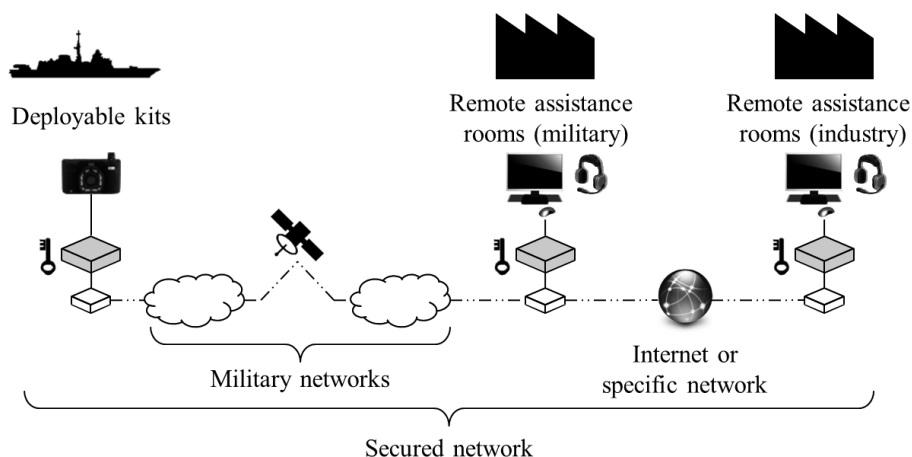 Deployable kits
Remote assistance
rooms (military)
Remote assistance
rooms (industry)
Military networks
Internet or
specific network
Secured network